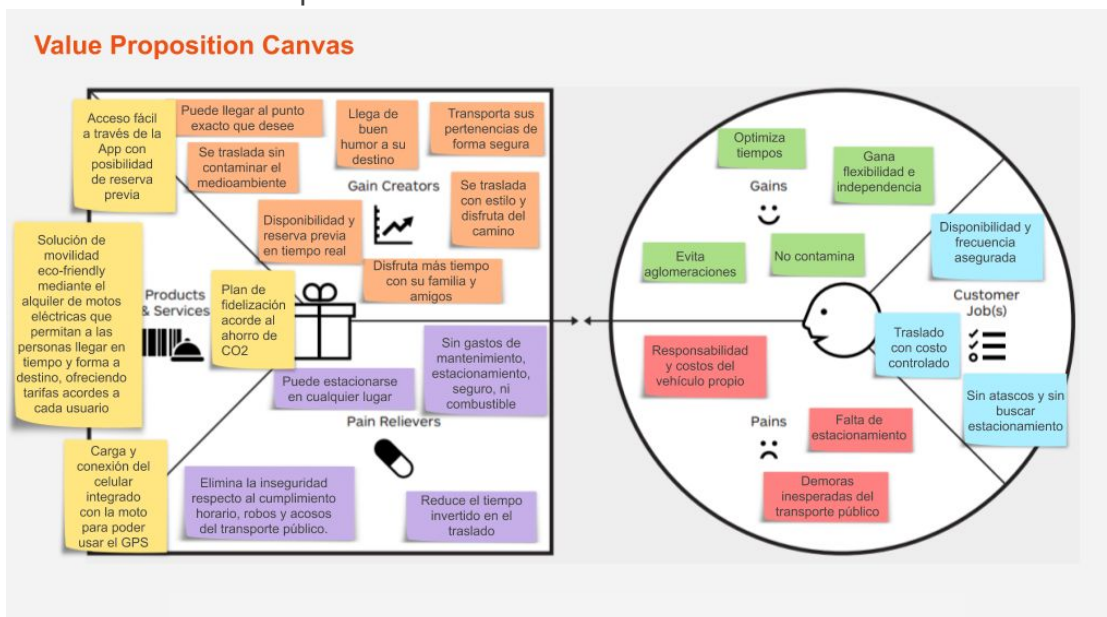 Value Proposition Canvas
Acceso fácil
a través de la
App con
posibilidad
de reserva
previa
Puede llegar al punto
exacto que desee
Llega de
buen
humor a su
destino
Transporta sus
pertenencias de
forma segura
Se traslada sin
contaminar el
medioambiente
Gain Creators
Se traslada
con estilo y
disfruta del
camino
Disponibilidad y
reserva previa
en tiempo real
Disfruta más tiempo
con su familia y
amigos
Solución de
movilidad
eco-friendly
mediante el
alquiler de motos
eléctricas que
permitan a las
personas llegar en
tiempo y forma a
destino, ofreciendo
tarifas acordes a
cada usuario
Products
& Services
Plan de
fidelización
acorde al
ahorro de
CO2
Carga y
conexión del
celular
integrado
con la moto
para poder
usar el GPS
Puede estacionarse
en cualquier lugar
Sin gastos de
mantenimiento,
estacionamiento,
seguro, ni
combustible
Pain Relievers
Elimina la inseguridad
respecto al cumplimiento
horario, robos y acosos
del transporte público.
Reduce el tiempo
invertido en el
traslado
Optimiza
tiempos
Gana
flexibilidad e
independencia
Gains
Evita
aglomeraciones
No contamina
Disponibilidad y
frecuencia
asegurada
Customer
Job(s)
Traslado
con costo
controlado
Sin atascos y sin
buscar
estacionamiento
Responsabilidad
y costos del
vehículo propio
Pains
Falta de
estacionamiento
Demoras
inesperadas del
transporte público